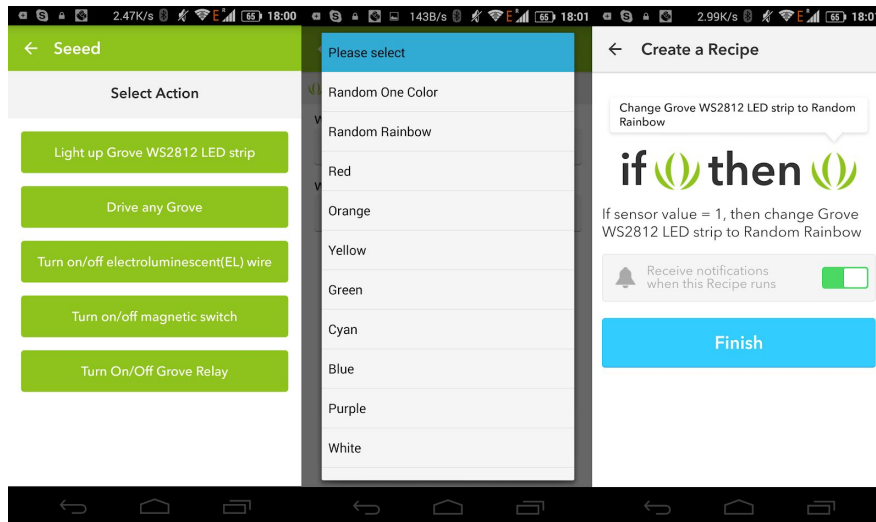 2.47K/s E 65 18:00
Seeed
Select Action
Light up Grove WS2812 LED strip
Drive any Grove
Turn on/off electroluminescent(EL) wire
Turn on/off magnetic switch
Turn On/Off Grove Relay
143B/s E 65 18:01
Please select
Random One Color
Random Rainbow
Red
Orange
Yellow
Green
Cyan
Blue
Purple
White
2.99K/s E 65 18:0
Create a Recipe
Change Grove WS2812 LED strip to Random
Rainbow
if then
If sensor value = 1, then change Grove
WS2812 LED strip to Random Rainbow
Receive notifications
when this Recipe runs
Finish